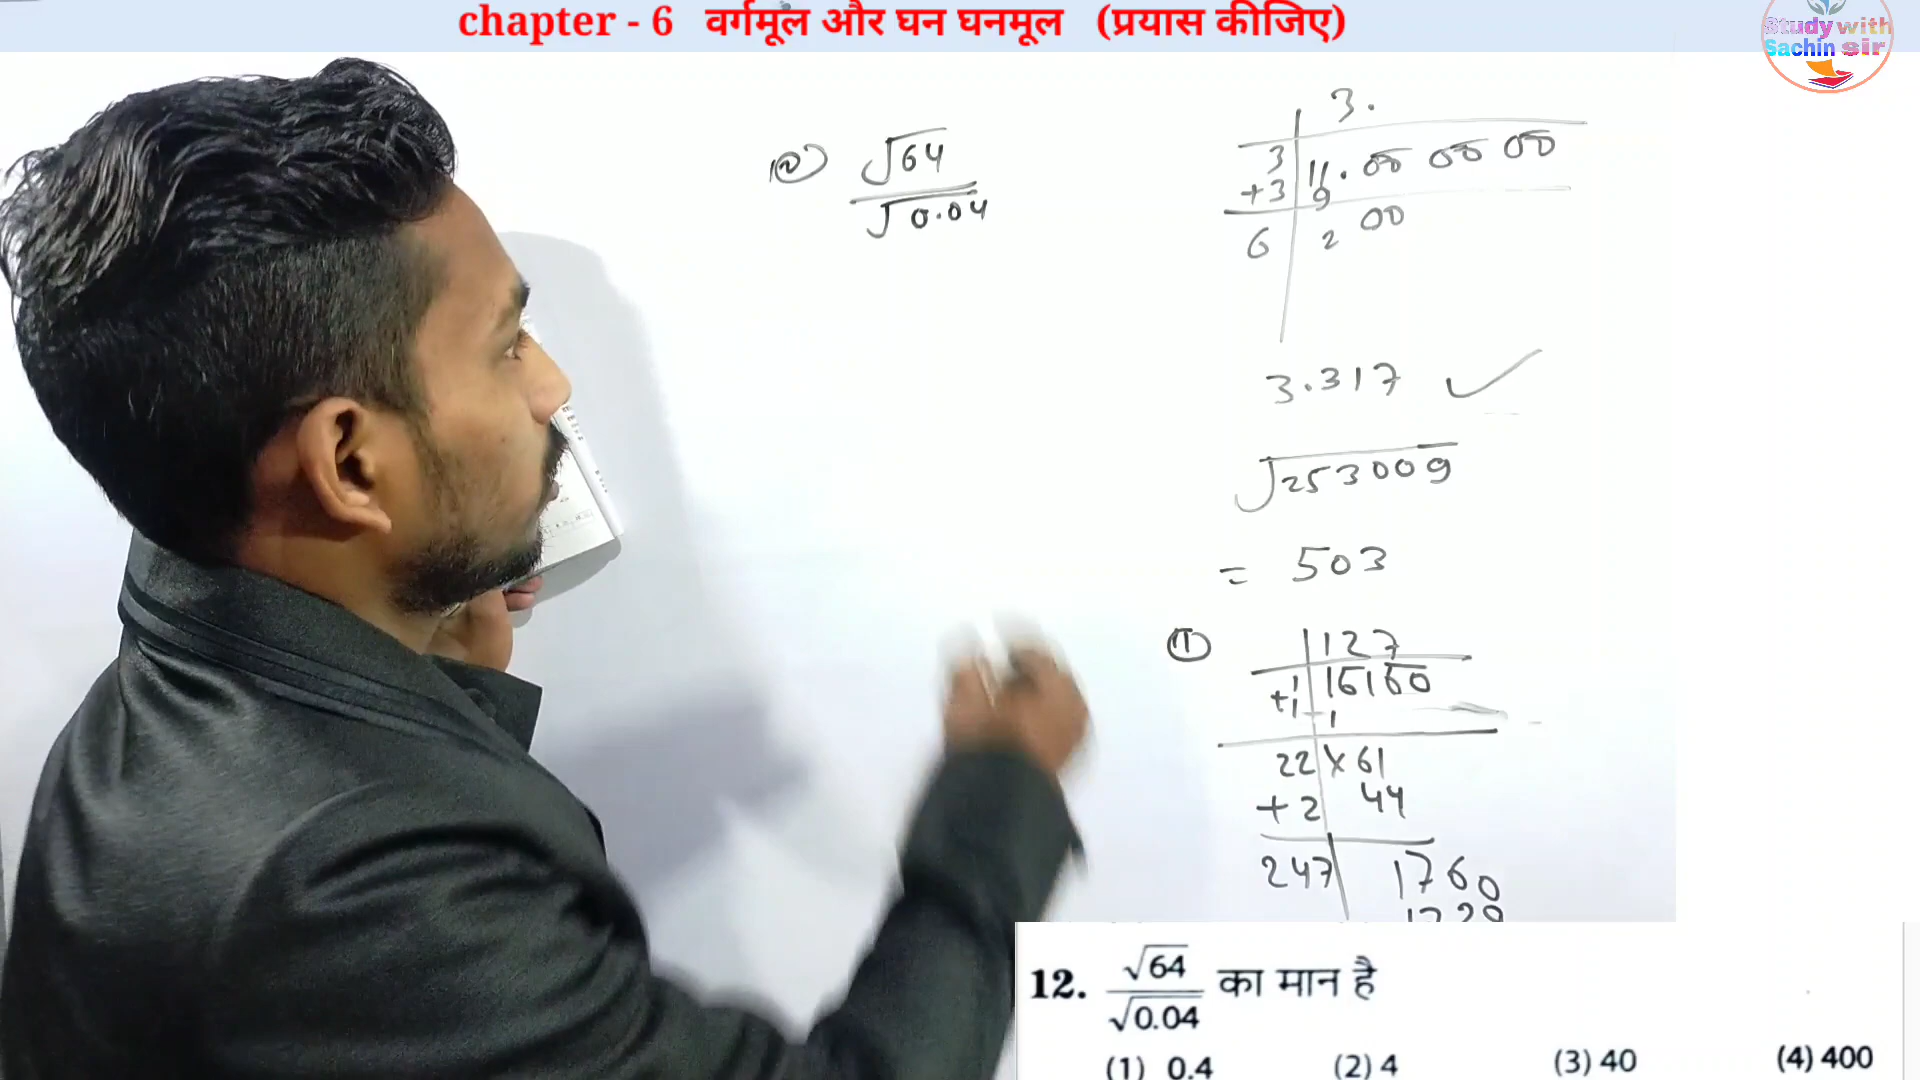 chapter - 6 वर्गमूल और घन घनमूल (प्रयास कीजिए)
Study with
Sachin sir
12) √64
√0.04
3.
3 11.00 00 00
+3 9
6 2 00
3.317 ✓
√253009
= 503
11 127
1 16160
+1 -1
22 × 61
+2 44
247 1760
12. √64 / √0.04 का मान है
(1) 0.4 (2) 4 (3) 40 (4) 400